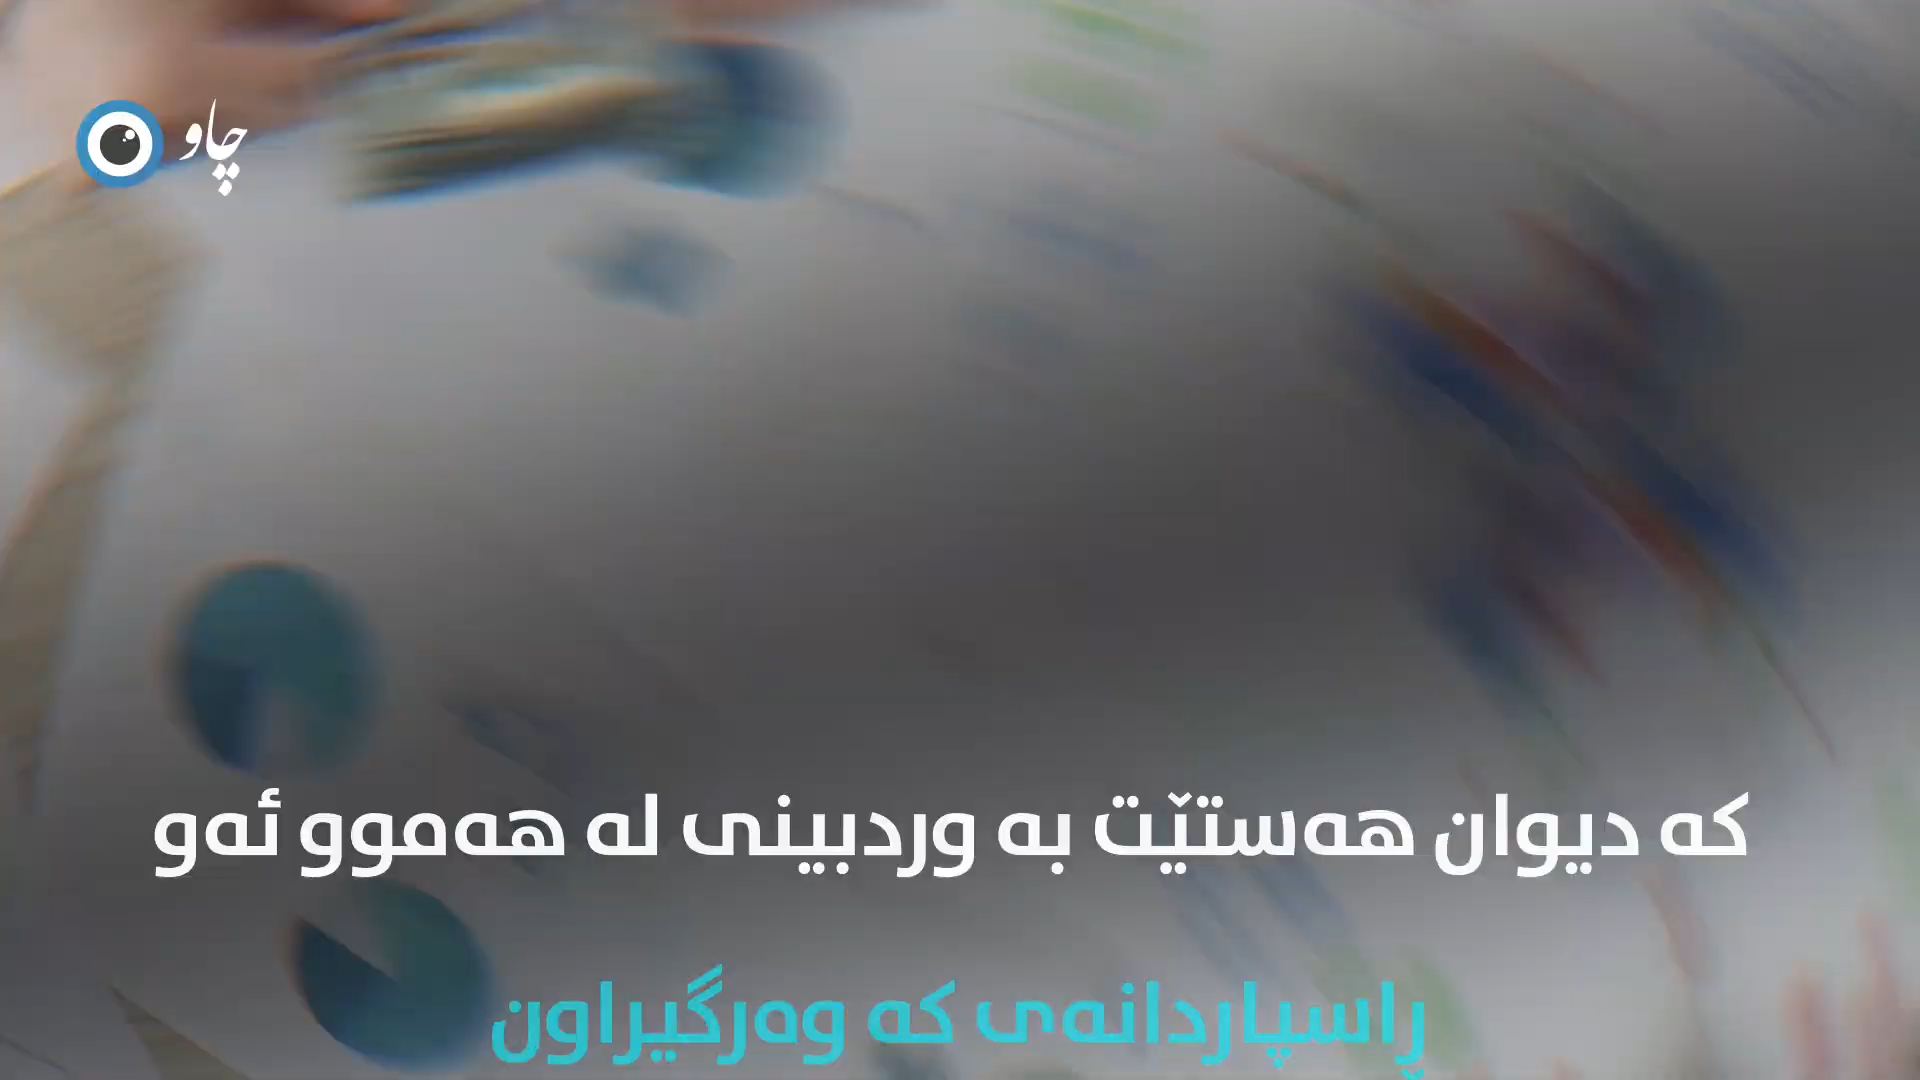 چاو
کە دیوان هەستێت بە وردبینی لە هەموو ئەو
ڕاسپاردانەی کە وەرگیراون